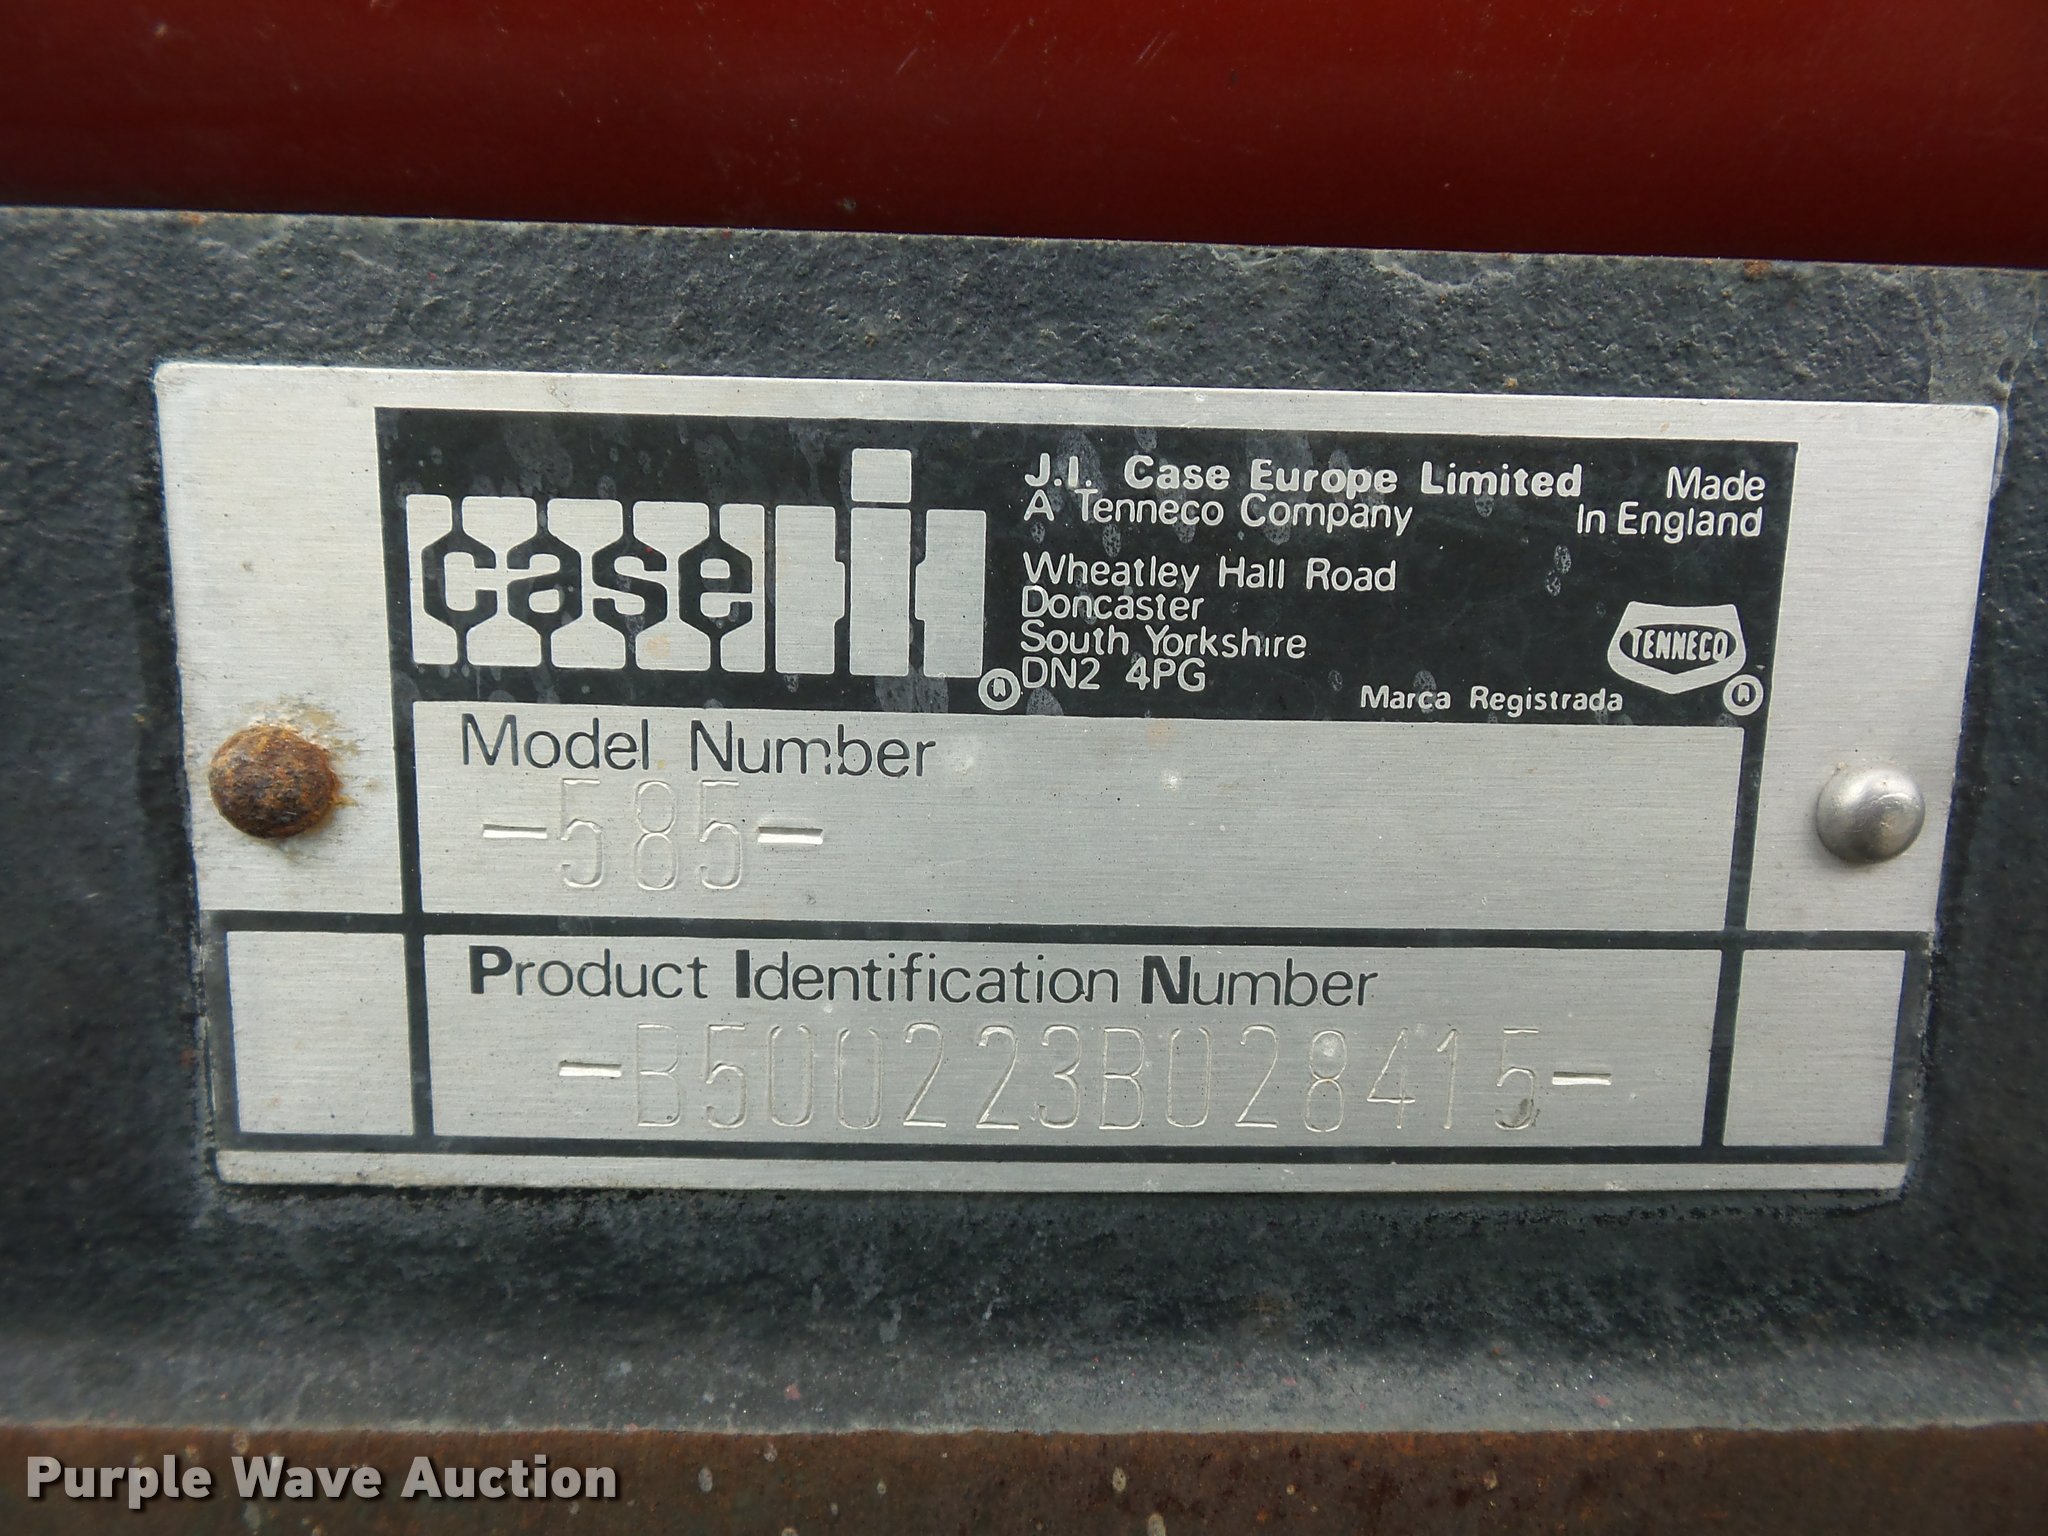 case IH ®
J.I. Case Europe Limited Made
A Tenneco Company In England
Wheatley Hall Road
Doncaster
South Yorkshire
DN2 4PG
TENNECO ®
Marca Registrada
Model Number
-585-
Product Identification Number
-B500223B028415-
Purple Wave Auction